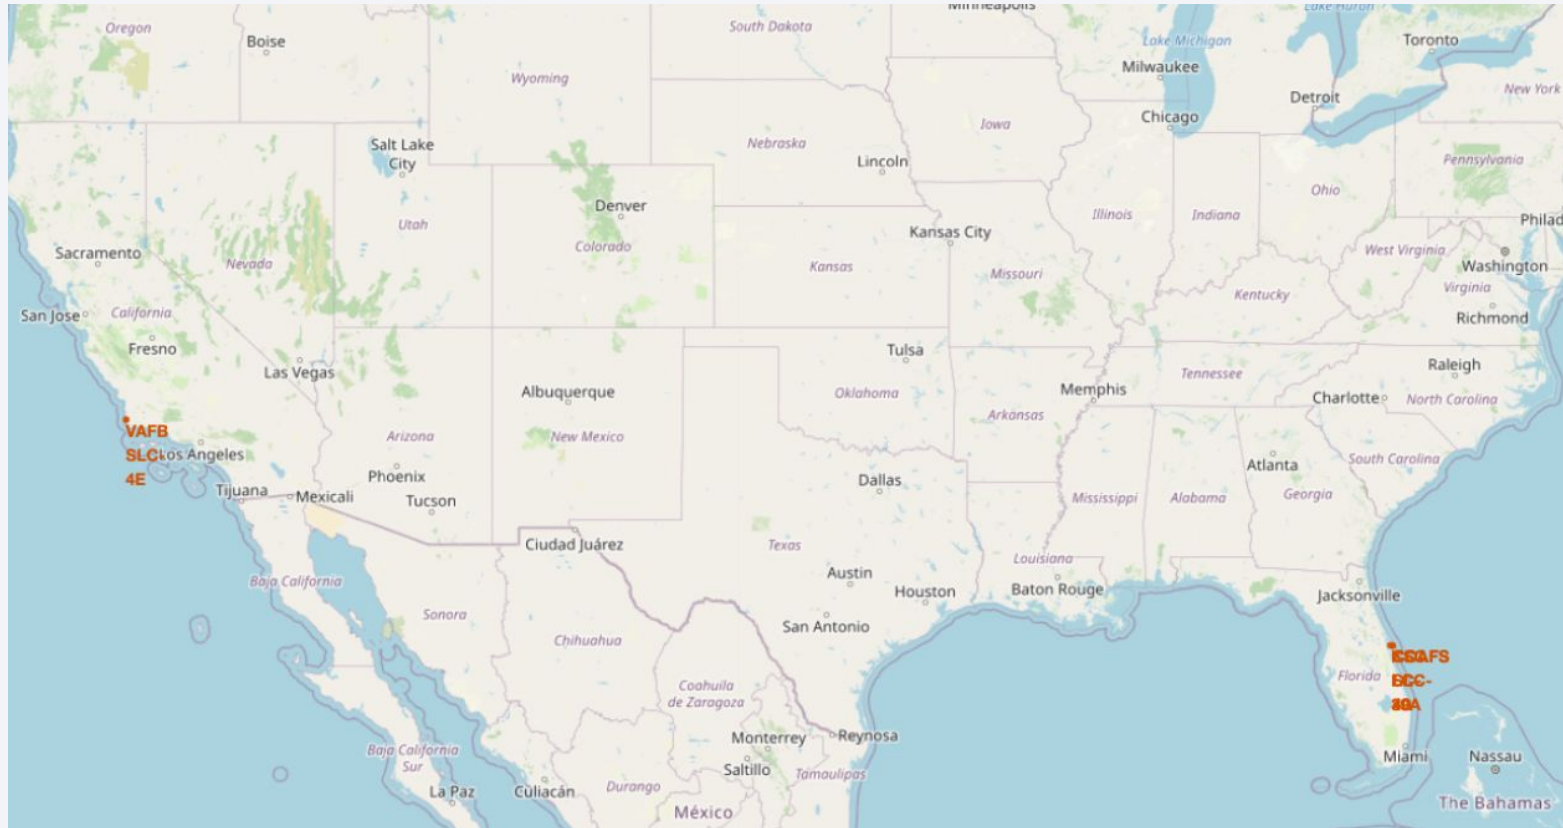 Minneapolis
Lake Huron
Oregon
South Dakota
Boise
Toronto
Lake Michigan
Milwaukee
Wyoming
New York
Detroit
Chicago
Iowa
Nebraska
Salt Lake
City
Lincoln
Pennsylvania
Ohio
Denver
Illinois
Indiana
Philad
Utah
Kansas City
Colorado
West Virginia
Sacramento
Nevada
Kansas
Missouri
Washington
Virginia
Kentucky
San Jose
California
Richmond
Fresno
Tulsa
Raleigh
Las Vegas
Tennessee
Albuquerque
Oklahoma
Memphis
Charlotte
North Carolina
Arkansas
VAFB
SLC-
4E
Los Angeles
Arizona
New Mexico
South Carolina
Atlanta
Phoenix
Dallas
Tijuana
Mexicali
Tucson
Mississippi
Alabama
Georgia
Ciudad Juárez
Texas
Louisiana
Austin
Baja California
Houston
Baton Rouge
Jacksonville
Sonora
San Antonio
Chihuahua
Florida
Coahuila
de Zaragoza
Monterrey
Reynosa
Baja California
Sur
Miami
Nassau
Saltillo
Tamaulipas
La Paz
Culiacán
Durango
The Bahamas
México